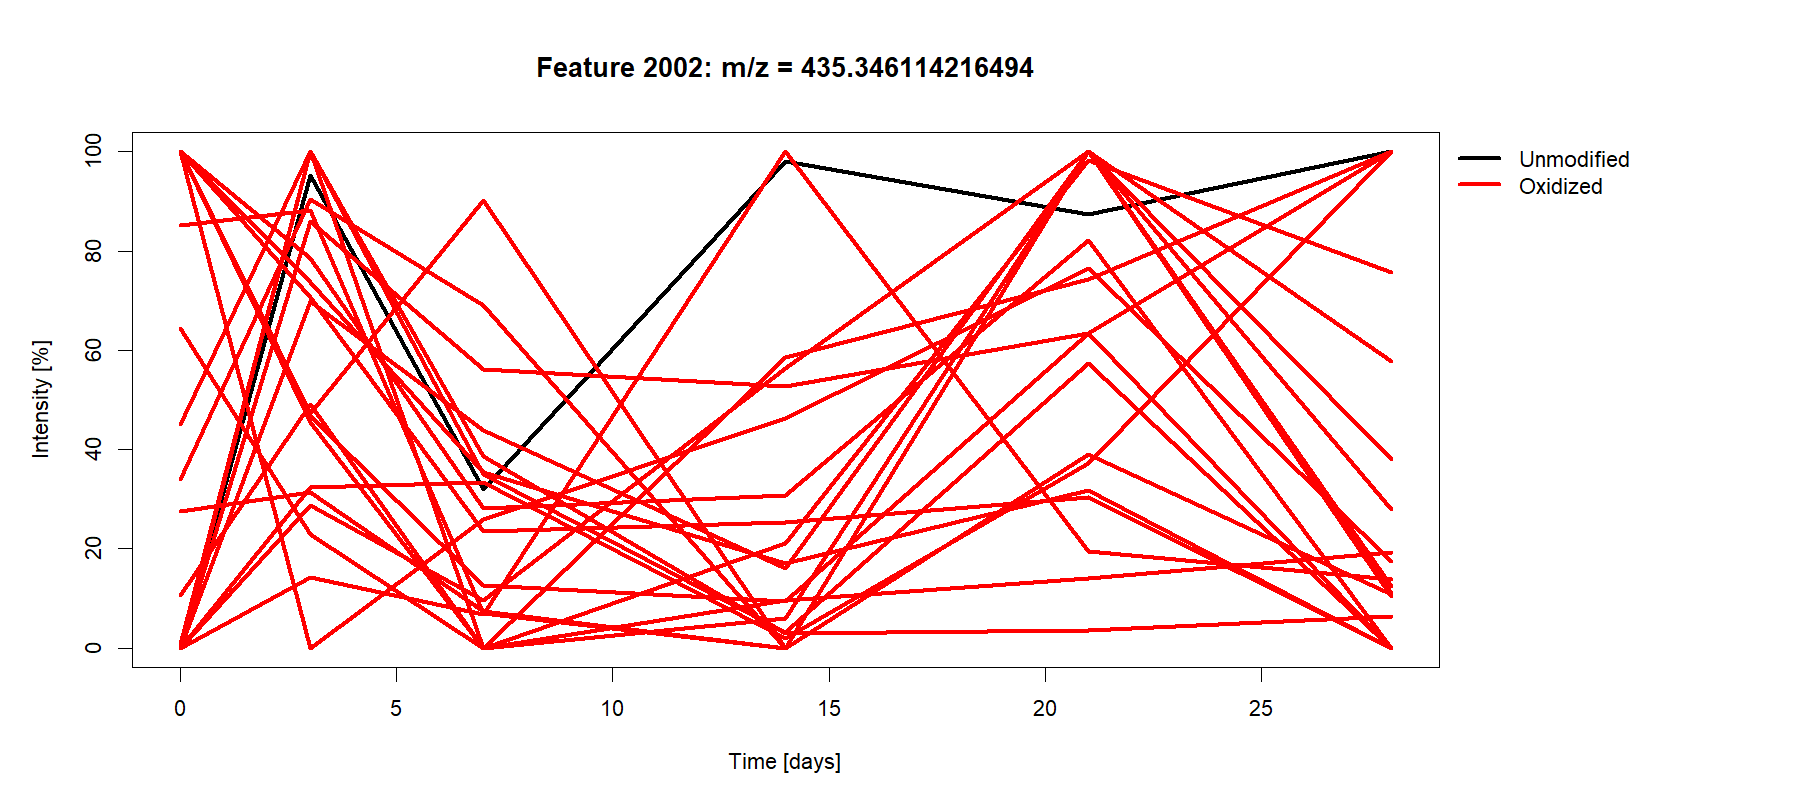 Feature 2002: m/z = 435.346114216494
Unmodified
Oxidized
Intensity [%]
100
80
60
40
20
0
0 5 10 15 20 25
Time [days]